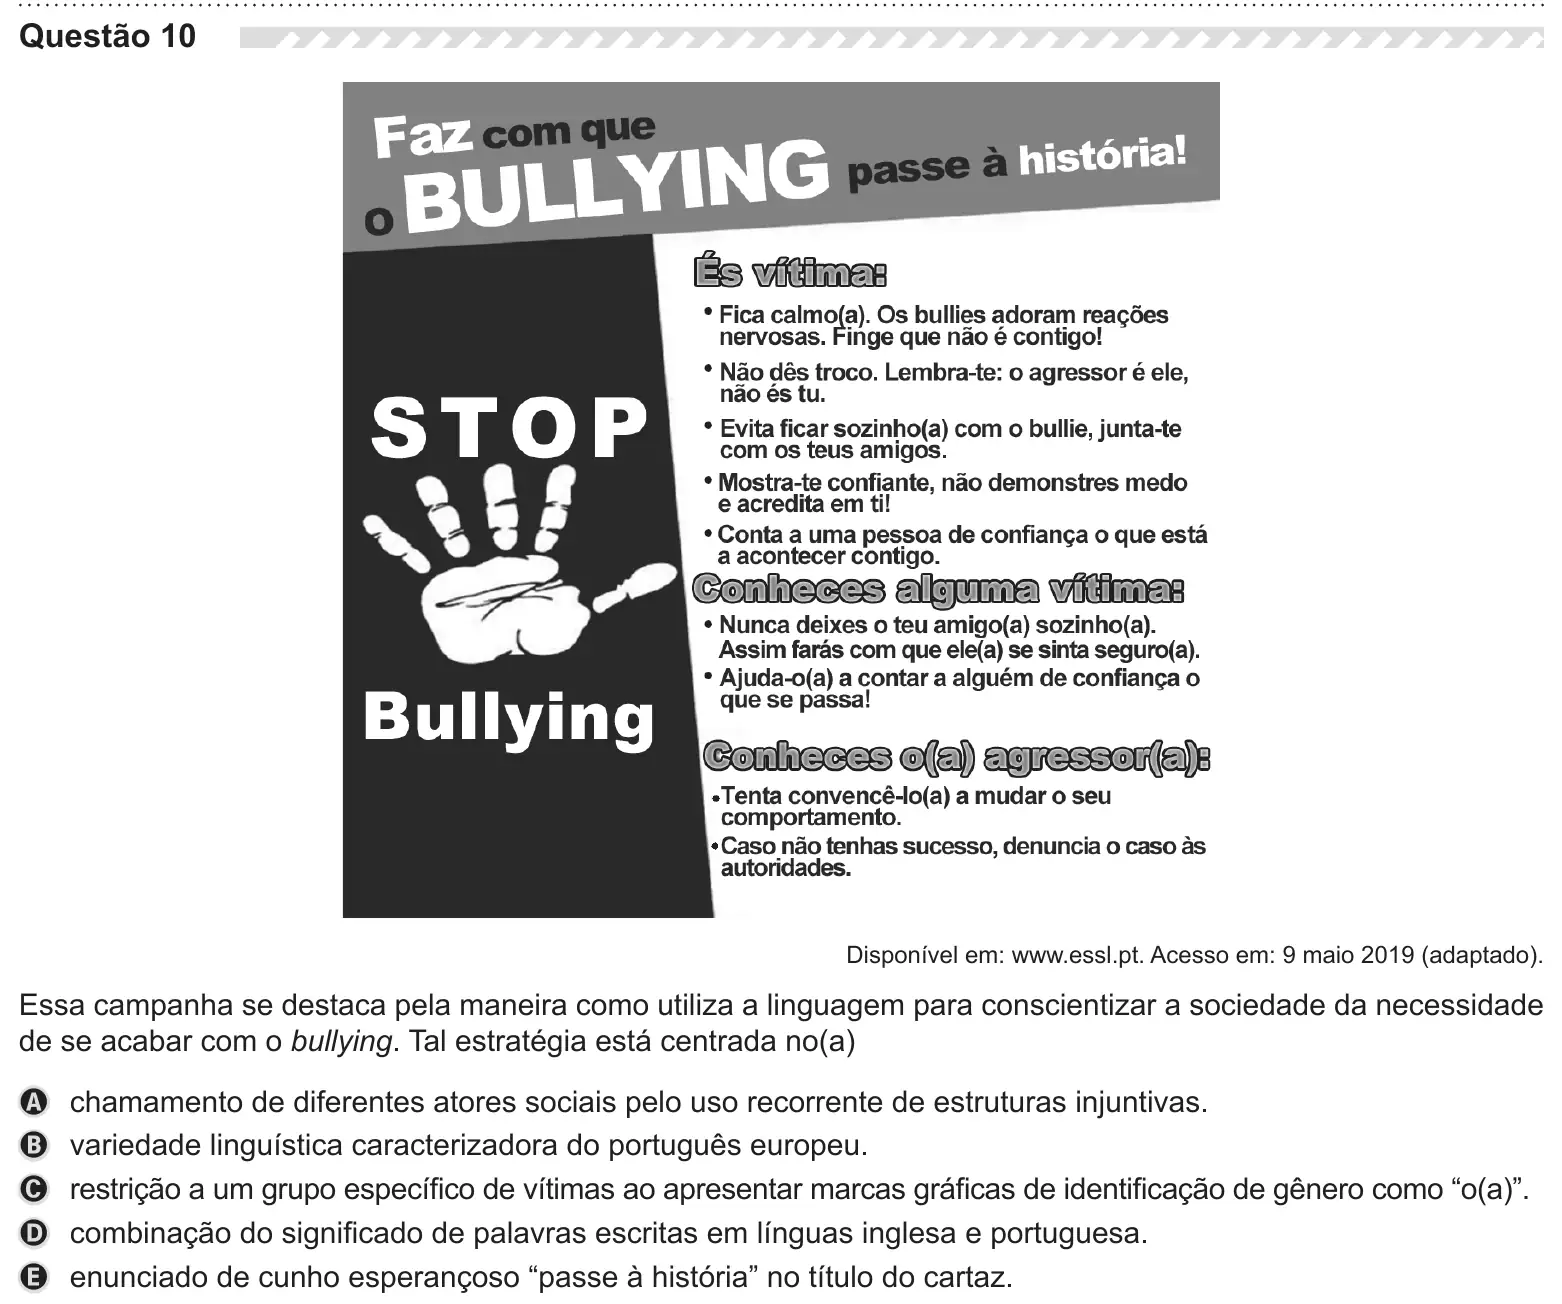 Questão 10
Faz com que
o BULLYING passe à história!
STOP
Bullying
És vítima:
• Fica calmo(a). Os bullies adoram reações
nervosas. Finge que não é contigo!
• Não dês troco. Lembra-te: o agressor é ele,
não és tu.
• Evita ficar sozinho(a) com o bullie, junta-te
com os teus amigos.
• Mostra-te confiante, não demonstres medo
e acredita em ti!
• Conta a uma pessoa de confiança o que está
a acontecer contigo.
Conheces alguma vítima:
• Nunca deixes o teu amigo(a) sozinho(a).
Assim farás com que ele(a) se sinta seguro(a).
• Ajuda-o(a) a contar a alguém de confiança o
que se passa!
Conheces o(a) agressor(a):
•Tenta convencê-lo(a) a mudar o seu
comportamento.
•Caso não tenhas sucesso, denuncia o caso às
autoridades.
Disponível em: www.essl.pt. Acesso em: 9 maio 2019 (adaptado).
Essa campanha se destaca pela maneira como utiliza a linguagem para conscientizar a sociedade da necessidade
de se acabar com o bullying. Tal estratégia está centrada no(a)
A chamamento de diferentes atores sociais pelo uso recorrente de estruturas injuntivas.
B variedade linguística caracterizadora do português europeu.
C restrição a um grupo específico de vítimas ao apresentar marcas gráficas de identificação de gênero como “o(a)”.
D combinação do significado de palavras escritas em línguas inglesa e portuguesa.
E enunciado de cunho esperançoso “passe à história” no título do cartaz.